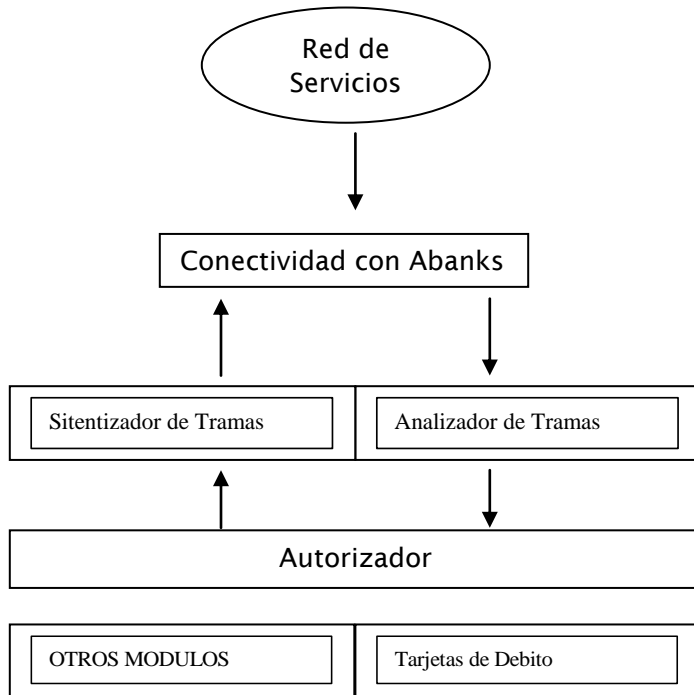 Red de
Servicios
Conectividad con Abanks
Sitentizador de Tramas
Analizador de Tramas
Autorizador
OTROS MODULOS
Tarjetas de Debito